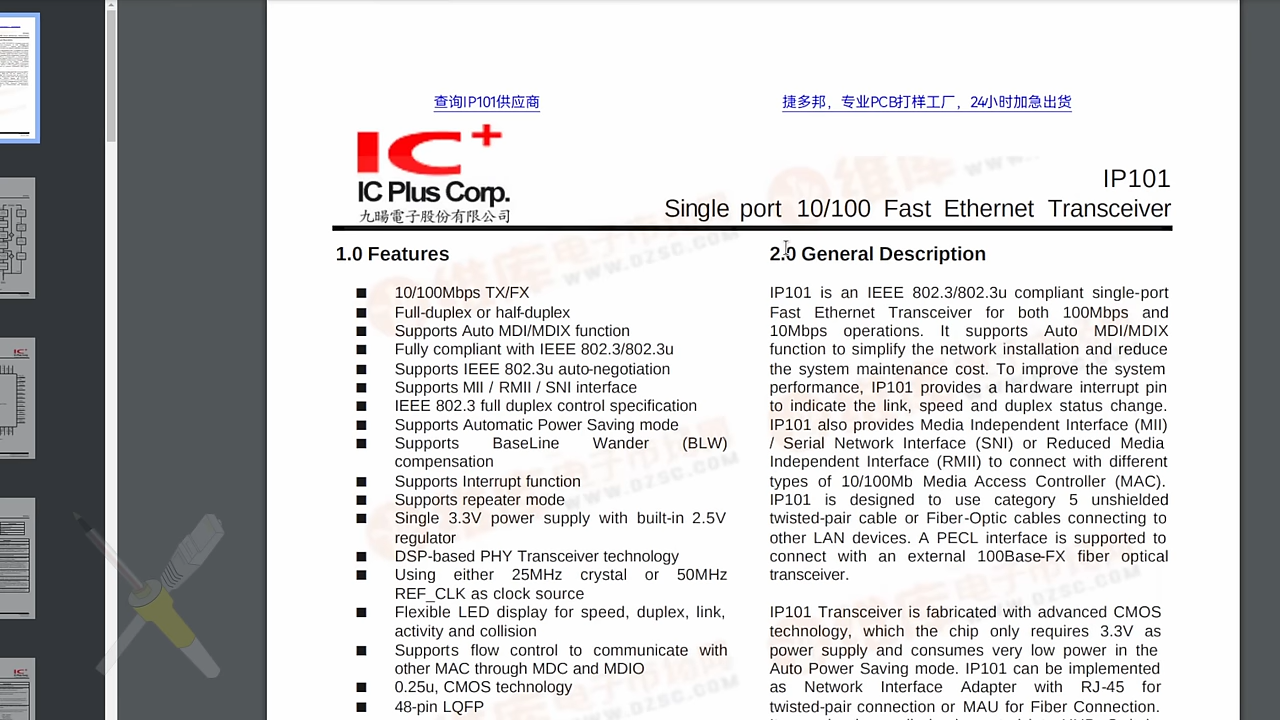 查询IP101供应商
捷多邦，专业PCB打样工厂，24小时加急出货
IC+
IC Plus Corp.
九暘電子股份有限公司
IP101
Single port 10/100 Fast Ethernet Transceiver
1.0 Features
■ 10/100Mbps TX/FX
■ Full-duplex or half-duplex
■ Supports Auto MDI/MDIX function
■ Fully compliant with IEEE 802.3/802.3u
■ Supports IEEE 802.3u auto-negotiation
■ Supports MII / RMII / SNI interface
■ IEEE 802.3 full duplex control specification
■ Supports Automatic Power Saving mode
■ Supports BaseLine Wander (BLW)
compensation
■ Supports Interrupt function
■ Supports repeater mode
■ Single 3.3V power supply with built-in 2.5V
regulator
■ DSP-based PHY Transceiver technology
■ Using either 25MHz crystal or 50MHz
REF_CLK as clock source
■ Flexible LED display for speed, duplex, link,
activity and collision
■ Supports flow control to communicate with
other MAC through MDC and MDIO
■ 0.25u, CMOS technology
■ 48-pin LQFP
2.0 General Description
IP101 is an IEEE 802.3/802.3u compliant single-port
Fast Ethernet Transceiver for both 100Mbps and
10Mbps operations. It supports Auto MDI/MDIX
function to simplify the network installation and reduce
the system maintenance cost. To improve the system
performance, IP101 provides a hardware interrupt pin
to indicate the link, speed and duplex status change.
IP101 also provides Media Independent Interface (MII)
/ Serial Network Interface (SNI) or Reduced Media
Independent Interface (RMII) to connect with different
types of 10/100Mb Media Access Controller (MAC).
IP101 is designed to use category 5 unshielded
twisted-pair cable or Fiber-Optic cables connecting to
other LAN devices. A PECL interface is supported to
connect with an external 100Base-FX fiber optical
transceiver.
IP101 Transceiver is fabricated with advanced CMOS
technology, which the chip only requires 3.3V as
power supply and consumes very low power in the
Auto Power Saving mode. IP101 can be implemented
as Network Interface Adapter with RJ-45 for
twisted-pair connection or MAU for Fiber Connection.